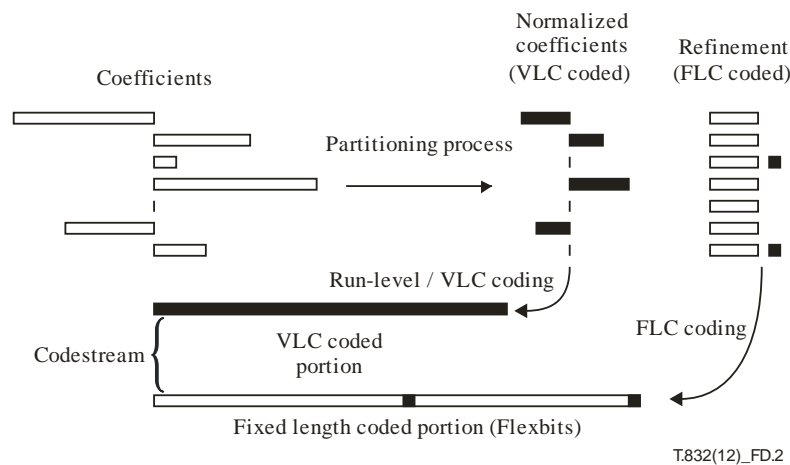 Coefficients
Normalized
coefficients
(VLC coded)
Refinement
(FLC coded)
Partitioning process
Run-level / VLC coding
FLC coding
Codestream
VLC coded
portion
Fixed length coded portion (Flexbits)
T.832(12)_FD.2